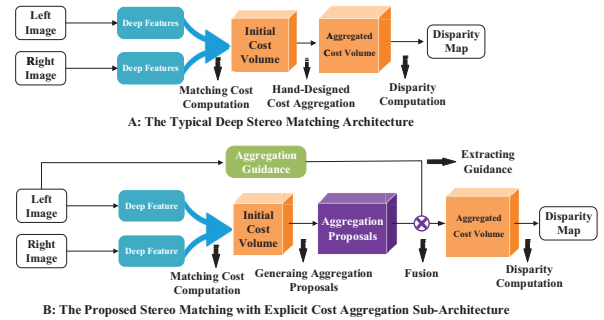 Left
Image
Deep Features
Initial
Cost
Volume
Aggregated
Cost Volume
Disparity
Map
Right
Image
Deep Features
Matching Cost
Computation
Hand-Designed
Cost Aggregation
Disparity
Computation
A: The Typical Deep Stereo Matching Architecture
Aggregation
Guidance
Extracting
Guidance
Left
Image
Deep Feature
Initial
Cost
Volume
Aggregation
Proposals
Aggregated
Cost Volume
Disparity
Map
Right
Image
Deep Feature
Matching Cost
Computation
Generaing Aggregation
Proposals
Fusion
Disparity
Computation
B: The Proposed Stereo Matching with Explicit Cost Aggregation Sub-Architecture